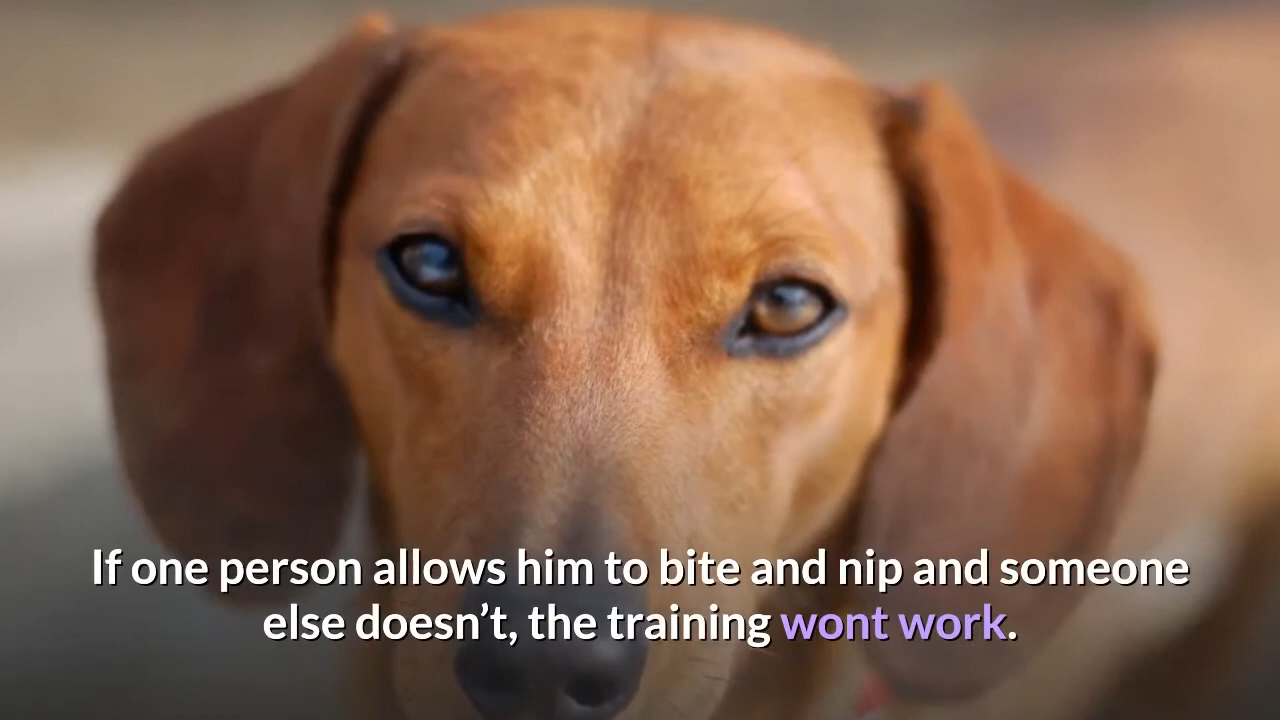 If one person allows him to bite and nip and someone
else doesn’t, the training wont work.